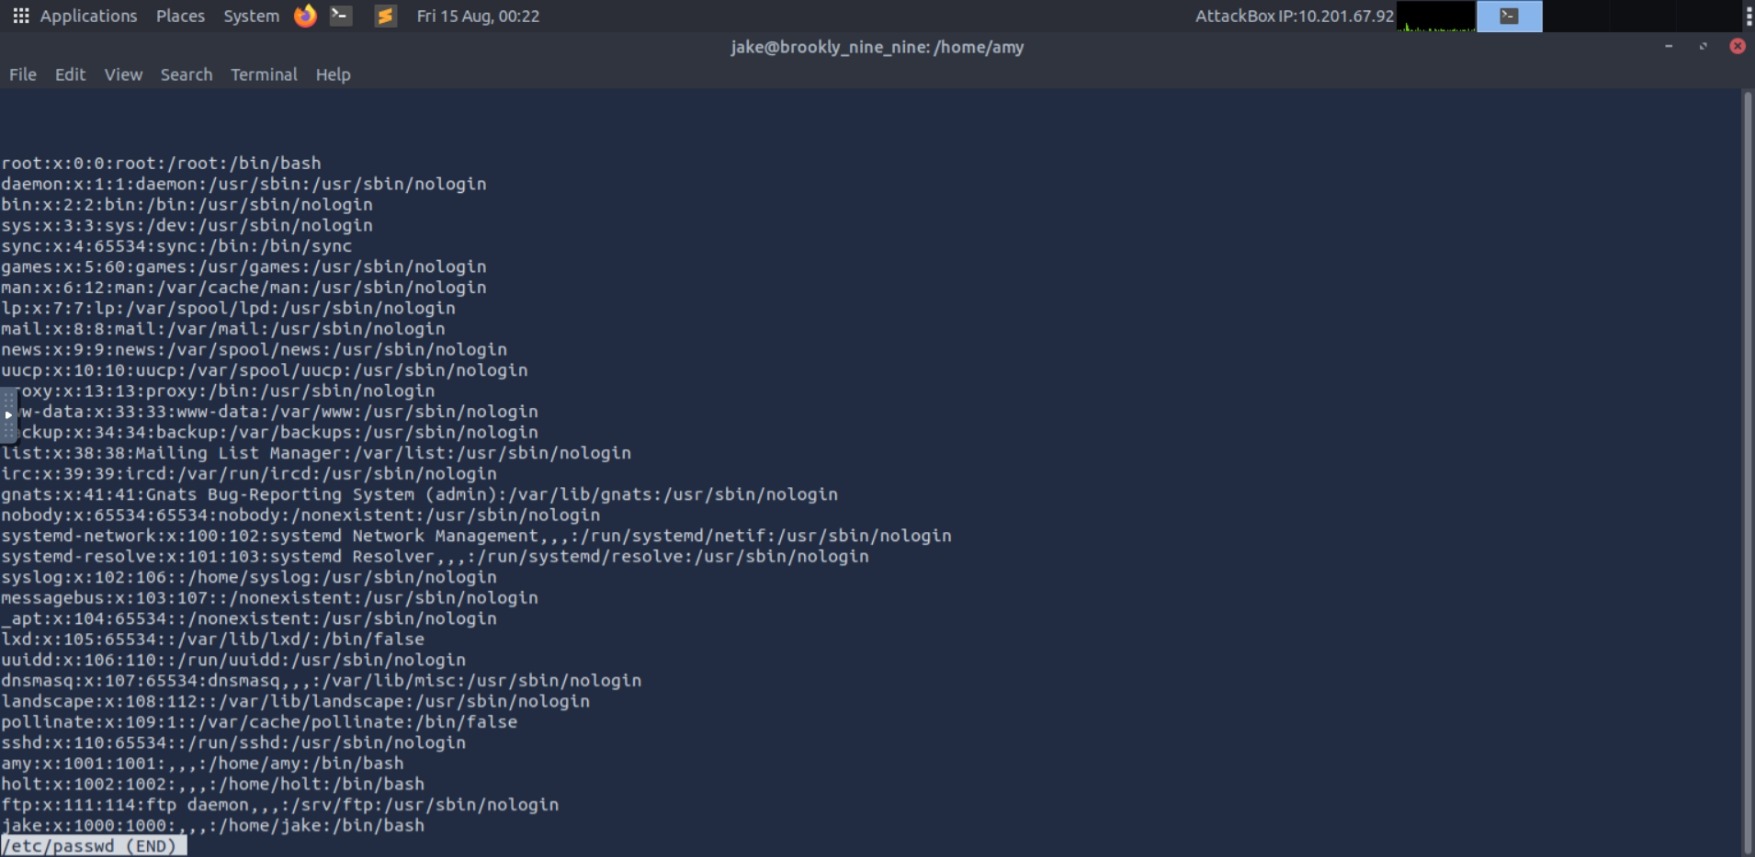 Applications Places System Fri 15 Aug, 00:22 AttackBox IP:10.201.67.92
jake@brookly_nine_nine: /home/amy
File Edit View Search Terminal Help
root:x:0:0:root:/root:/bin/bash
daemon:x:1:1:daemon:/usr/sbin:/usr/sbin/nologin
bin:x:2:2:bin:/bin:/usr/sbin/nologin
sys:x:3:3:sys:/dev:/usr/sbin/nologin
sync:x:4:65534:sync:/bin:/bin/sync
games:x:5:60:games:/usr/games:/usr/sbin/nologin
man:x:6:12:man:/var/cache/man:/usr/sbin/nologin
lp:x:7:7:lp:/var/spool/lpd:/usr/sbin/nologin
mail:x:8:8:mail:/var/mail:/usr/sbin/nologin
news:x:9:9:news:/var/spool/news:/usr/sbin/nologin
uucp:x:10:10:uucp:/var/spool/uucp:/usr/sbin/nologin
oxy:x:13:13:proxy:/bin:/usr/sbin/nologin
w-data:x:33:33:www-data:/var/www:/usr/sbin/nologin
ckup:x:34:34:backup:/var/backups:/usr/sbin/nologin
list:x:38:38:Mailing List Manager:/var/list:/usr/sbin/nologin
irc:x:39:39:ircd:/var/run/ircd:/usr/sbin/nologin
gnats:x:41:41:Gnats Bug-Reporting System (admin):/var/lib/gnats:/usr/sbin/nologin
nobody:x:65534:65534:nobody:/nonexistent:/usr/sbin/nologin
systemd-network:x:100:102:systemd Network Management,,,:/run/systemd/netif:/usr/sbin/nologin
systemd-resolve:x:101:103:systemd Resolver,,,:/run/systemd/resolve:/usr/sbin/nologin
syslog:x:102:106::/home/syslog:/usr/sbin/nologin
messagebus:x:103:107::/nonexistent:/usr/sbin/nologin
_apt:x:104:65534::/nonexistent:/usr/sbin/nologin
lxd:x:105:65534::/var/lib/lxd/:/bin/false
uuidd:x:106:110::/run/uuidd:/usr/sbin/nologin
dnsmasq:x:107:65534:dnsmasq,,,:/var/lib/misc:/usr/sbin/nologin
landscape:x:108:112::/var/lib/landscape:/usr/sbin/nologin
pollinate:x:109:1::/var/cache/pollinate:/bin/false
sshd:x:110:65534::/run/sshd:/usr/sbin/nologin
amy:x:1001:1001:,,,:/home/amy:/bin/bash
holt:x:1002:1002:,,,:/home/holt:/bin/bash
ftp:x:111:114:ftp daemon,,,:/srv/ftp:/usr/sbin/nologin
jake:x:1000:1000:,,,:/home/jake:/bin/bash
/etc/passwd (END)